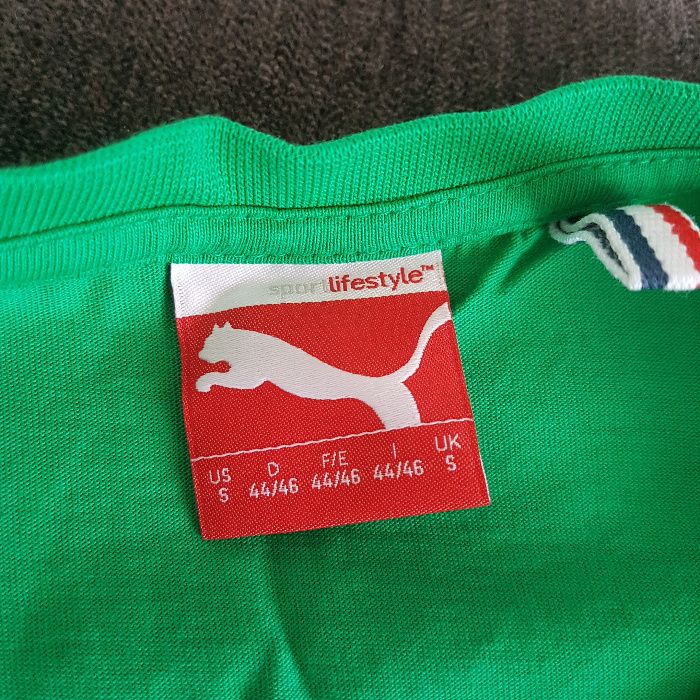 sportlifestyle™
US D F/E I UK
S 44/46 44/46 44/46 S